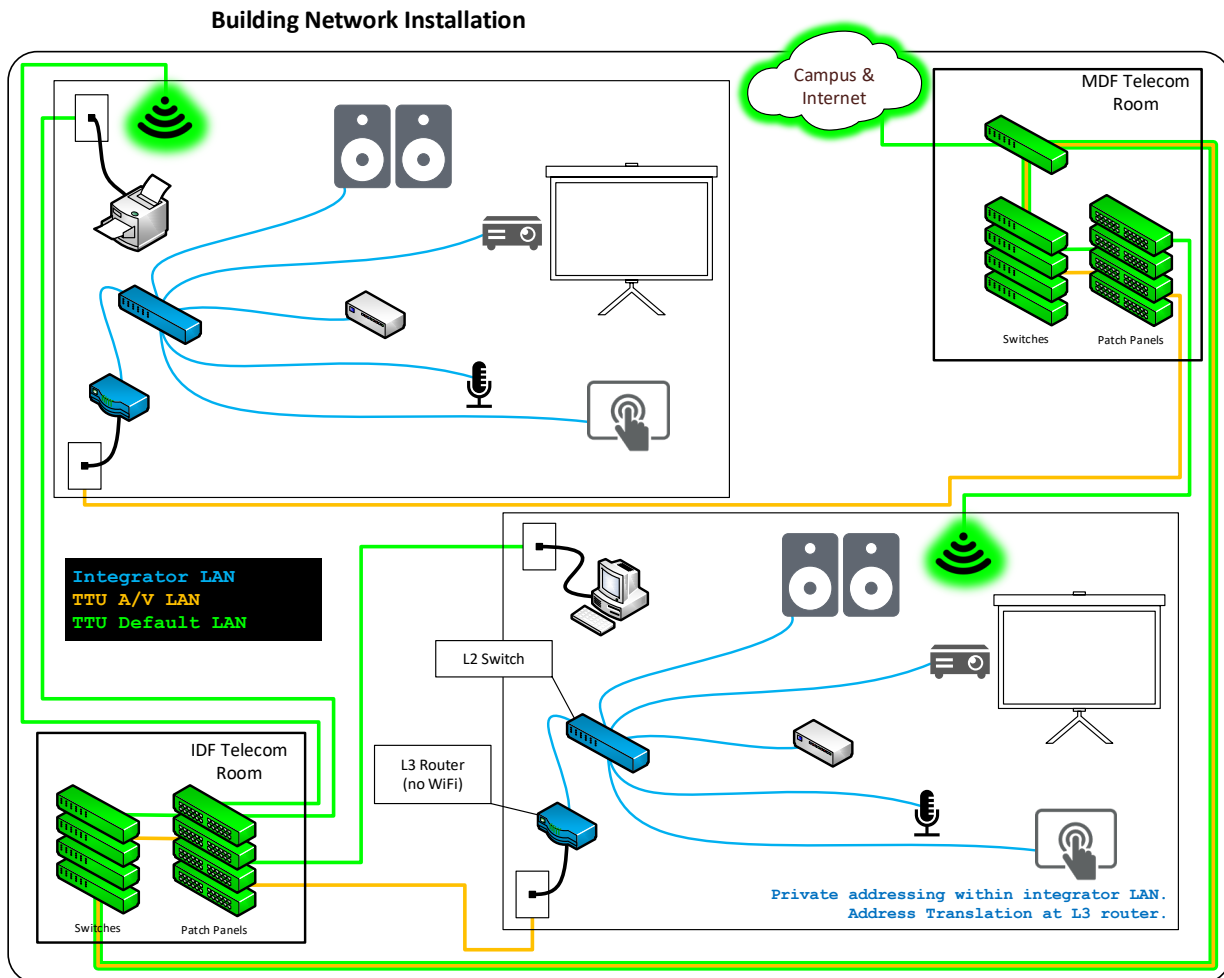 Building Network Installation
Campus &
Internet
MDF Telecom
Room
Switches
Patch Panels
Integrator LAN
TTU A/V LAN
TTU Default LAN
L2 Switch
L3 Router
(no WiFi)
IDF Telecom
Room
Switches
Patch Panels
Private addressing within integrator LAN.
Address Translation at L3 router.